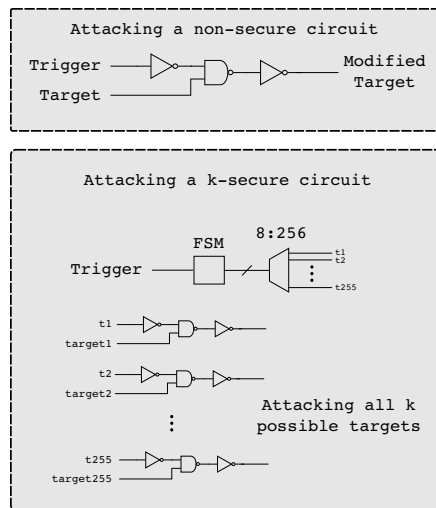 Attacking a non-secure circuit
Trigger
Target
Modified
Target
Attacking a k-secure circuit
8:256
FSM
Trigger
t1
t2
t255
t1
target1
t2
target2
Attacking all k
possible targets
t255
target255